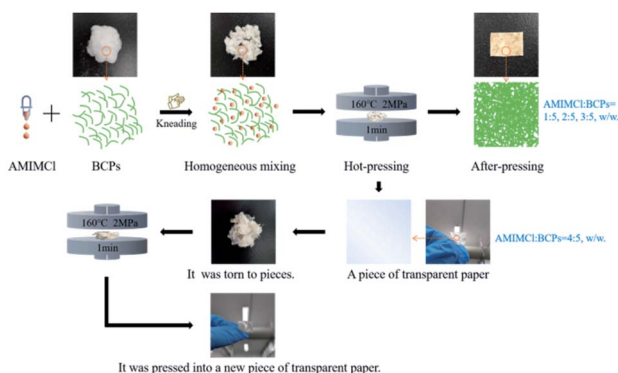 160°C 2MPa
1min
AMIMCl:BCPs=
1:5, 2:5, 3:5, w/w.
Kneading
AMIMCl
BCPs
Homogeneous mixing
Hot-pressing
After-pressing
160°C 2MPa
1min
AMIMCl:BCPs=4:5, w/w.
It was torn to pieces.
A piece of transparent paper
It was pressed into a new piece of transparent paper.